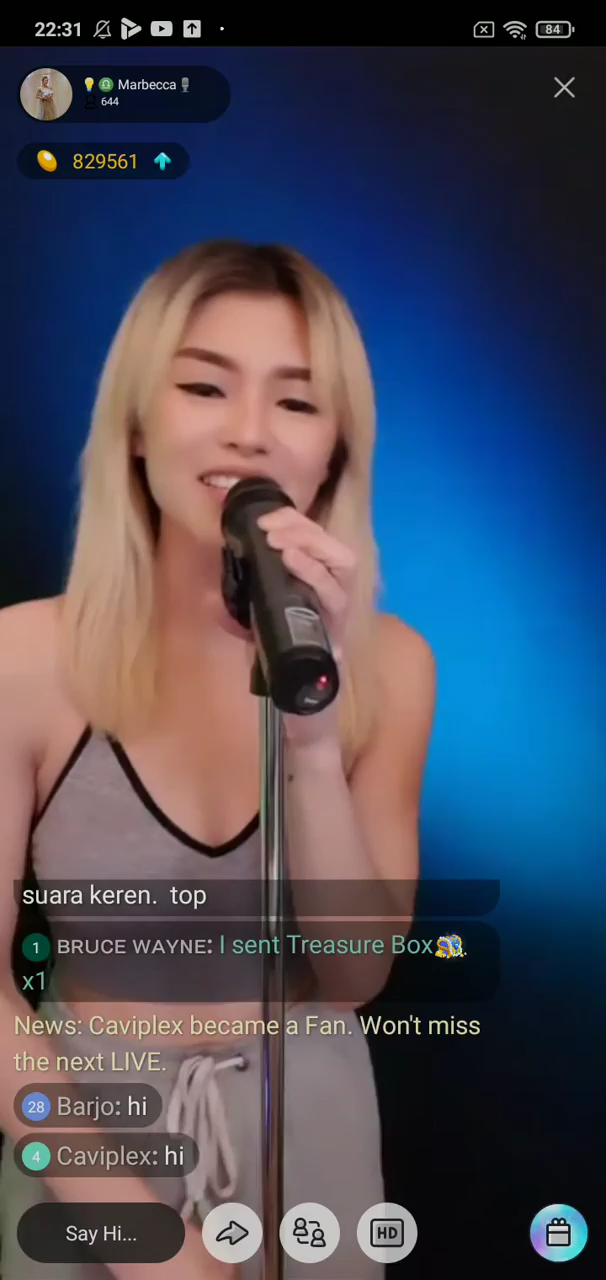 22:31
84
Marbecca
644
829561
suara keren. top
1 BRUCE WAYNE: I sent Treasure Box
x1
News: Caviplex became a Fan. Won't miss
the next LIVE.
28 Barjo: hi
4 Caviplex: hi
Say Hi...
HD